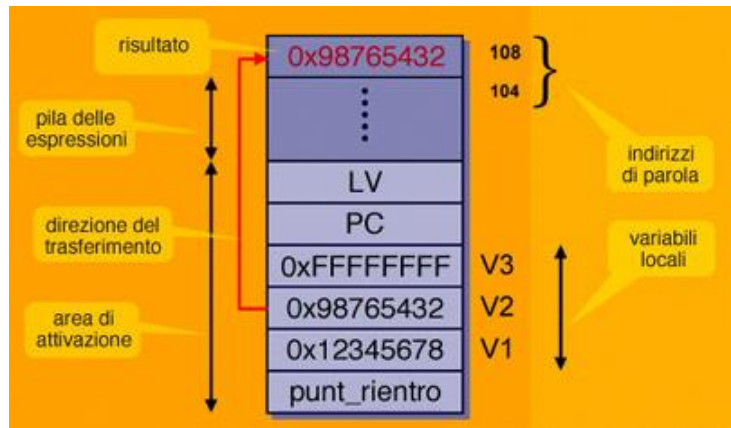 risultato
0x98765432
108
104
pila delle
espressioni
indirizzi
di parola
LV
direzione del
trasferimento
PC
variabili
locali
0xFFFFFFFF V3
0x98765432 V2
area di
attivazione
0x12345678 V1
punt_rientro